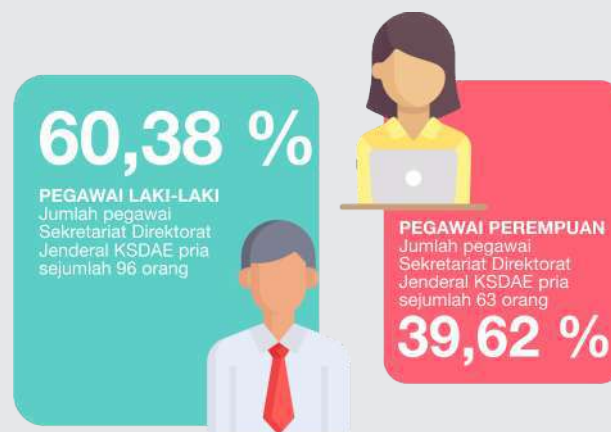 60,38 %
PEGAWAI LAKI-LAKI
Jumlah pegawai
Sekretariat Direktorat
Jenderal KSDAE pria
sejumlah 96 orang
PEGAWAI PEREMPUAN
Jumlah pegawai
Sekretariat Direktorat
Jenderal KSDAE pria
sejumlah 63 orang
39,62 %